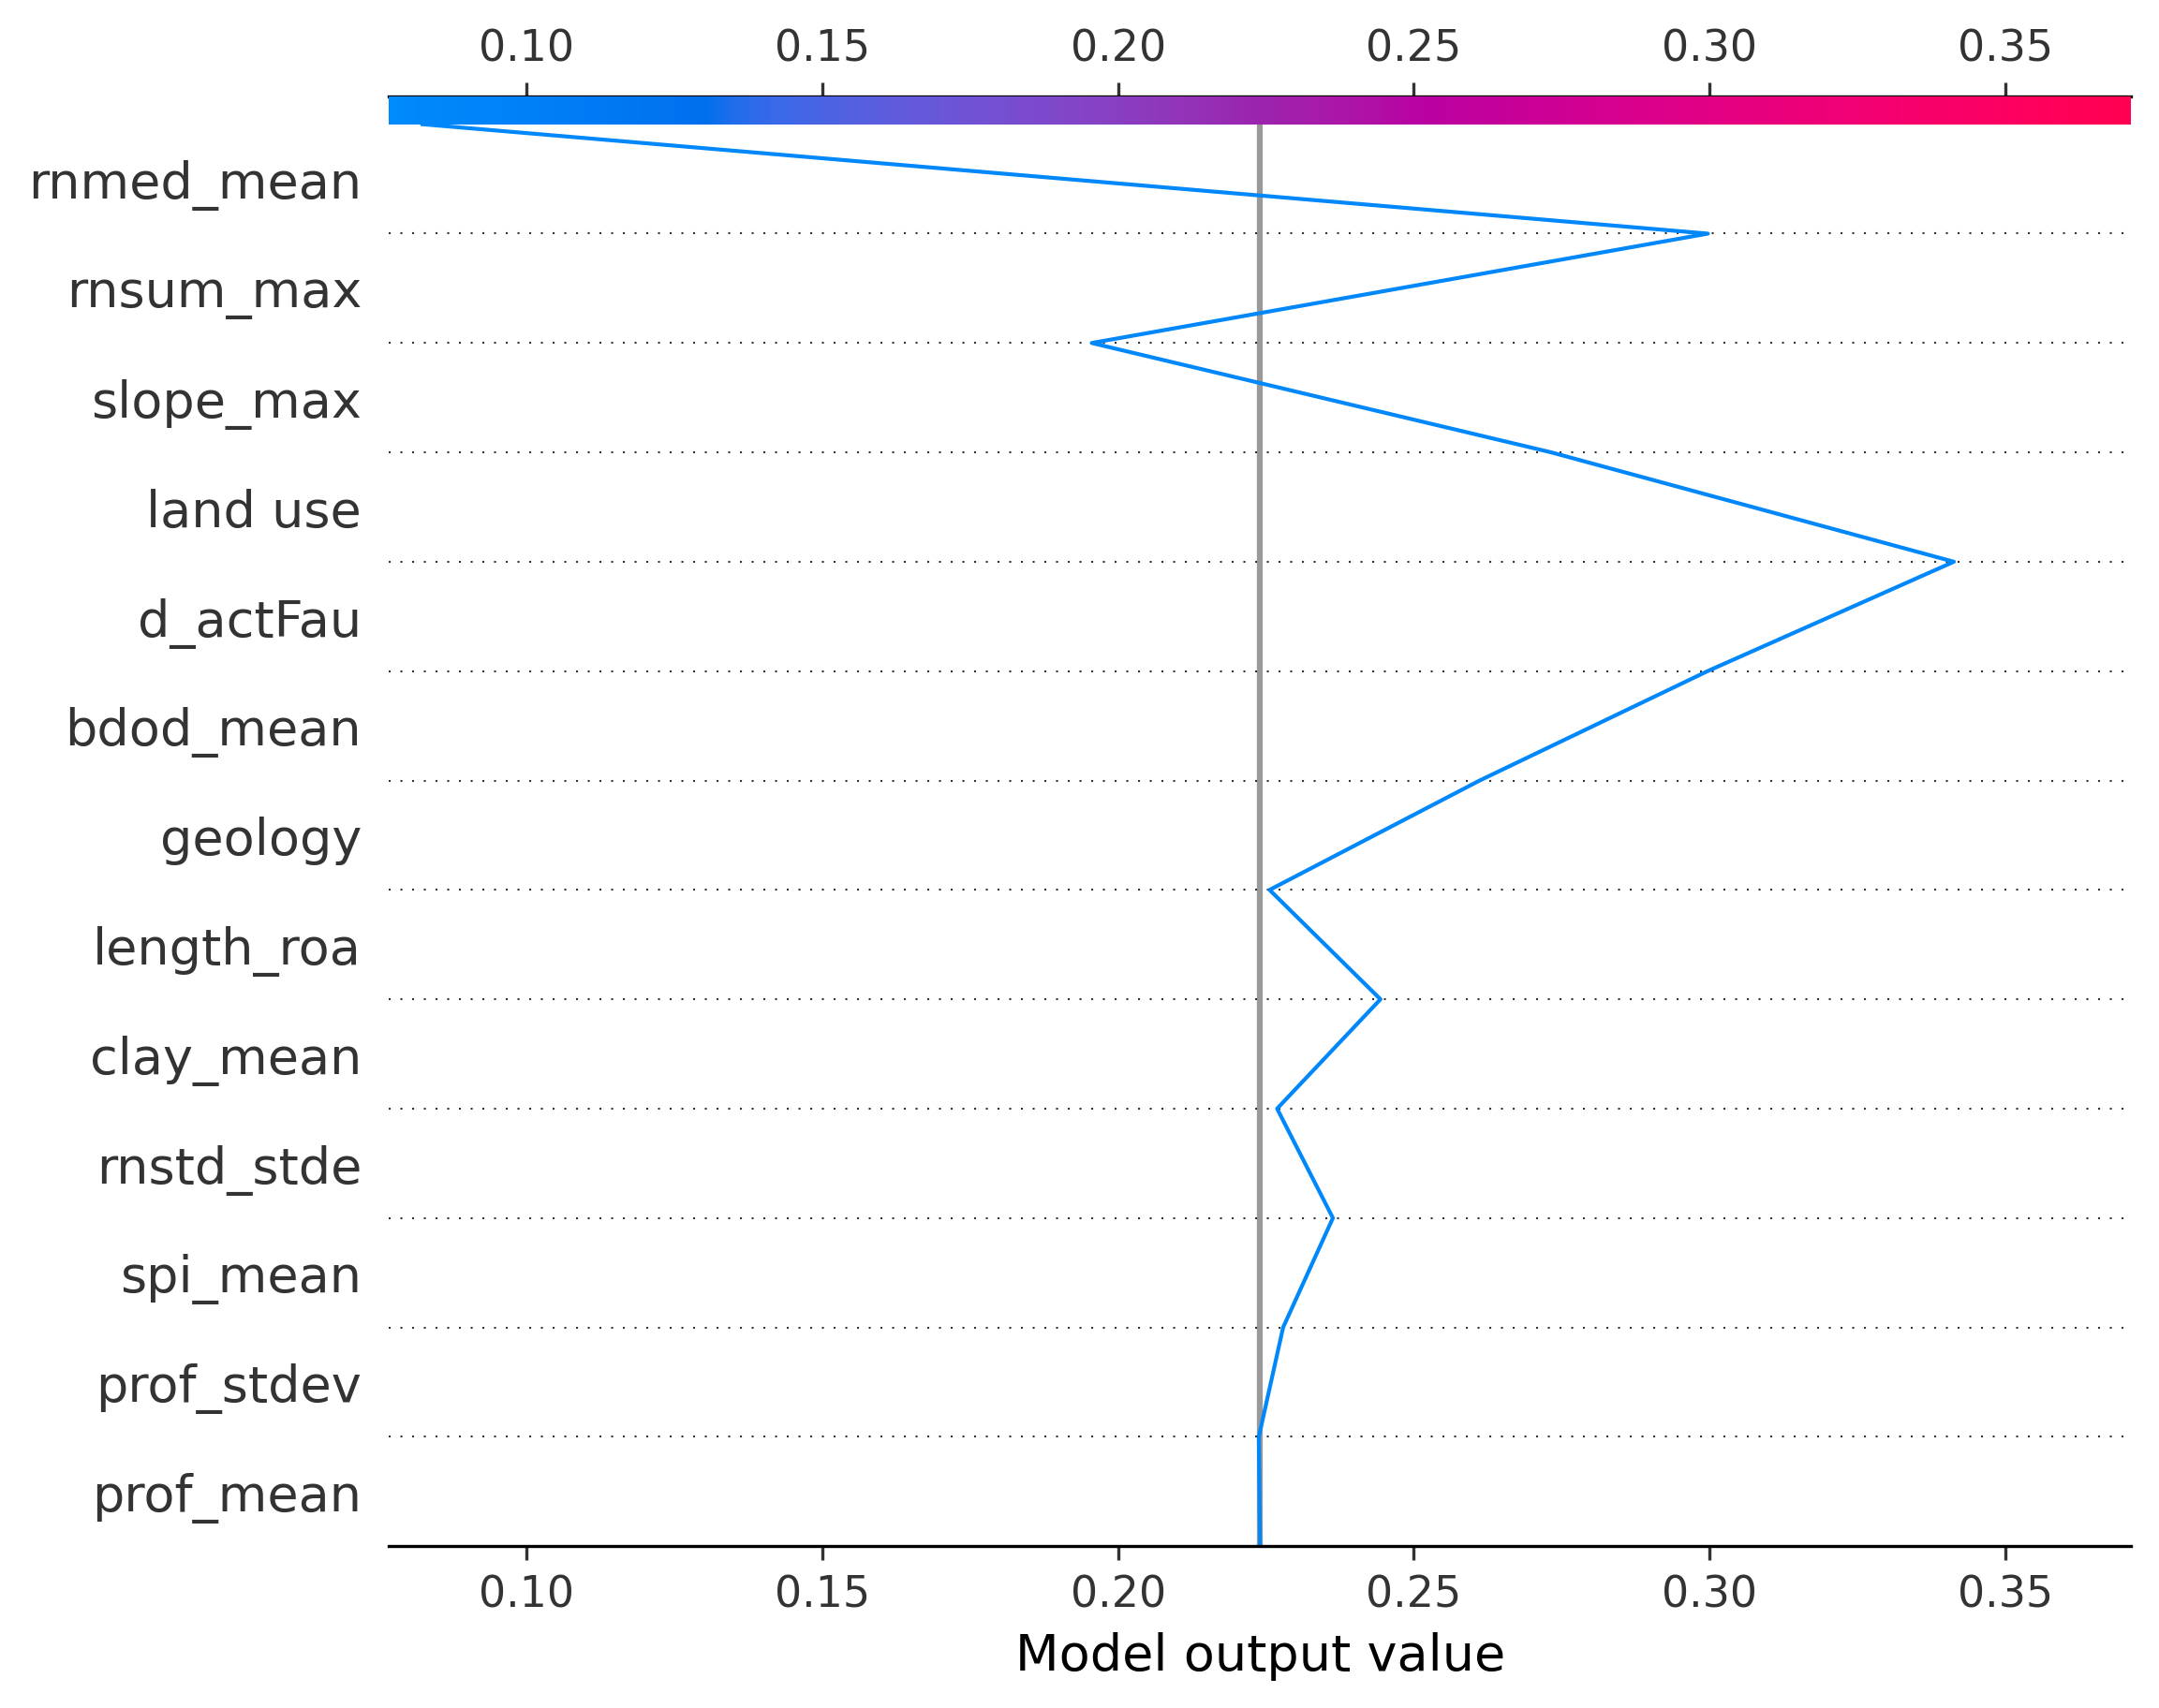 0.10 0.15 0.20 0.25 0.30 0.35
rnmed_mean
rnsum_max
slope_max
land use
d_actFau
bdod_mean
geology
length_roa
clay_mean
rnstd_stde
spi_mean
prof_stdev
prof_mean
0.10 0.15 0.20 0.25 0.30 0.35
Model output value